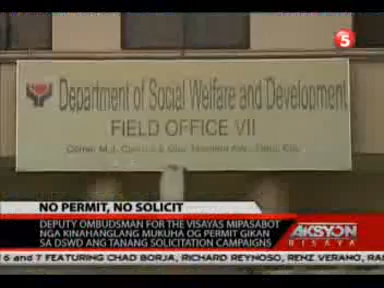 5
Department of Social Welfare and Development
FIELD OFFICE VII
NO PERMIT, NO SOLICIT
DEPUTY OMBUDSMAN FOR THE VISAYAS MIPASABOT
NGA KINAHANGLANG MUKUHA OG PERMIT GIKAN
SA DSWD ANG TANANG SOLICITATION CAMPAIGNS
AKSYON
BISAYA
16 and 7 FEATURING CHAD BORJA, RICHARD REYNOSO, RENZ VERANO, RA